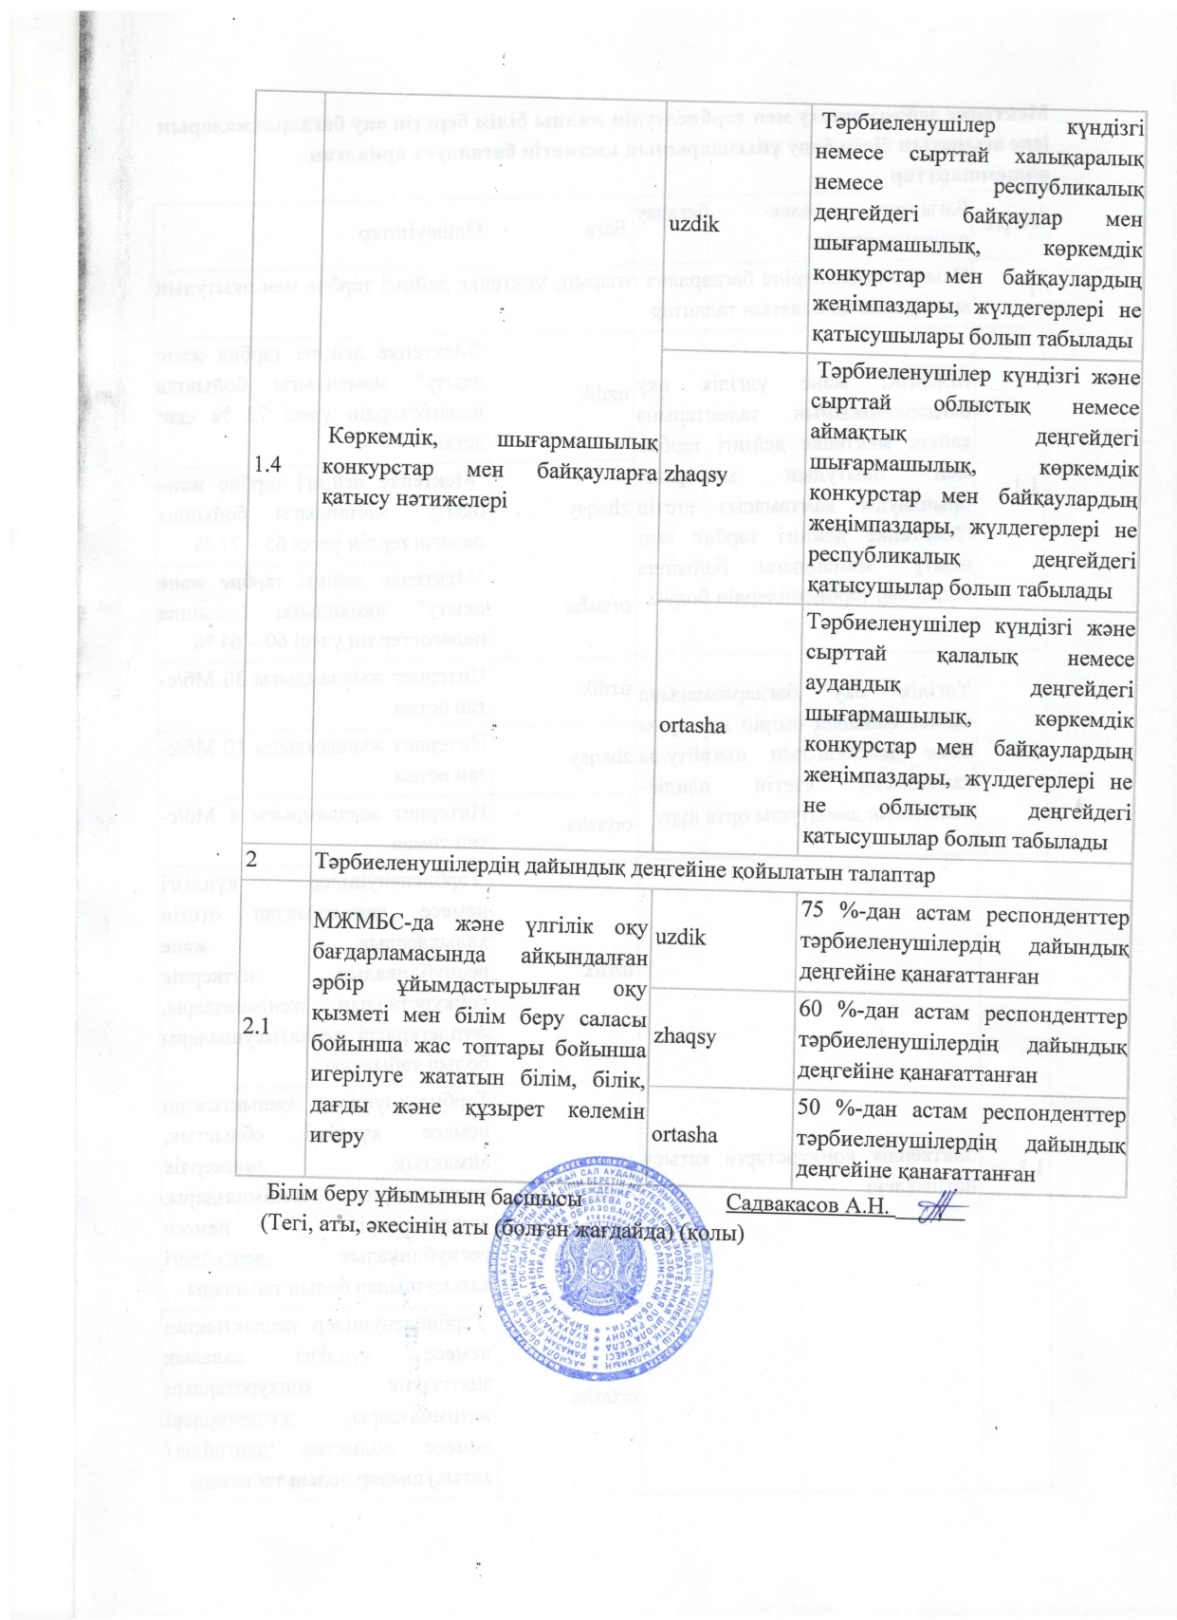 Тәрбиеленушілер күндізгі
немесе сырттай халықаралық
немесе республикалық
деңгейдегі байқаулар мен
шығармашылық, көркемдік
конкурстар мен байқаулардың
жеңімпаздары, жүлдегерлері не
қатысушылары болып табылады
uzdik
1.4
Көркемдік, шығармашылық
конкурстар мен байқауларға
қатысу нәтижелері
zhaqsy
Тәрбиеленушілер күндізгі және
сырттай облыстық немесе
аймақтық деңгейдегі
шығармашылық, көркемдік
конкурстар мен байқаулардың
жеңімпаздары, жүлдегерлері не
республикалық деңгейдегі
қатысушылар болып табылады
ortasha
Тәрбиеленушілер күндізгі және
сырттай қалалық немесе
аудандық деңгейдегі
шығармашылық, көркемдік
конкурстар мен байқаулардың
жеңімпаздары, жүлдегерлері не
не облыстық деңгейдегі
қатысушылар болып табылады
2
Тәрбиеленушілердің дайындық деңгейіне қойылатын талаптар
2.1
МЖМБС-да және үлгілік оқу
бағдарламасында айқындалған
әрбір ұйымдастырылған оқу
қызметі мен білім беру саласы
бойынша жас топтары бойынша
игерілуге жататын білім, білік,
дағды және құзырет көлемін
игеру
uzdik
75 %-дан астам респонденттер
тәрбиеленушілердің дайындық
деңгейіне қанағаттанған
zhaqsy
60 %-дан астам респонденттер
тәрбиеленушілердің дайындық
деңгейіне қанағаттанған
ortasha
50 %-дан астам респонденттер
тәрбиеленушілердің дайындық
деңгейіне қанағаттанған
Білім беру ұйымының басшысы Садвакасов А.Н.
(Тегі, аты, әкесінің аты (болған жағдайда) (қолы)